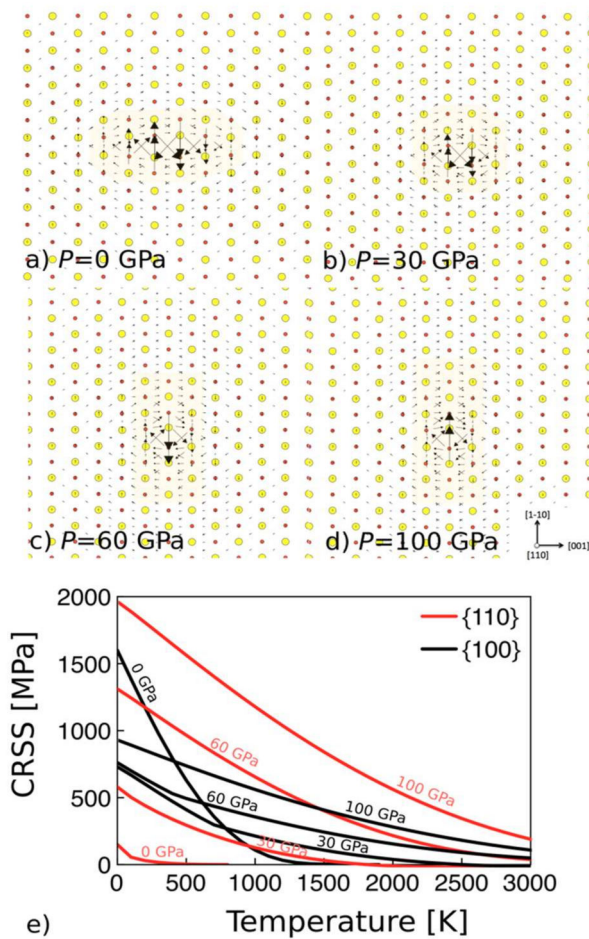 a) P=0 GPa
b) P=30 GPa
c) P=60 GPa
d) P=100 GPa
[1-10]
[110]
[001]
2000
1500
1000
500
0
CRSS [MPa]
{110}
{100}
0 GPa
60 GPa
100 GPa
100 GPa
60 GPa
30 GPa
30 GPa
0 GPa
0
500
1000
1500
2000
2500
3000
e)
Temperature [K]